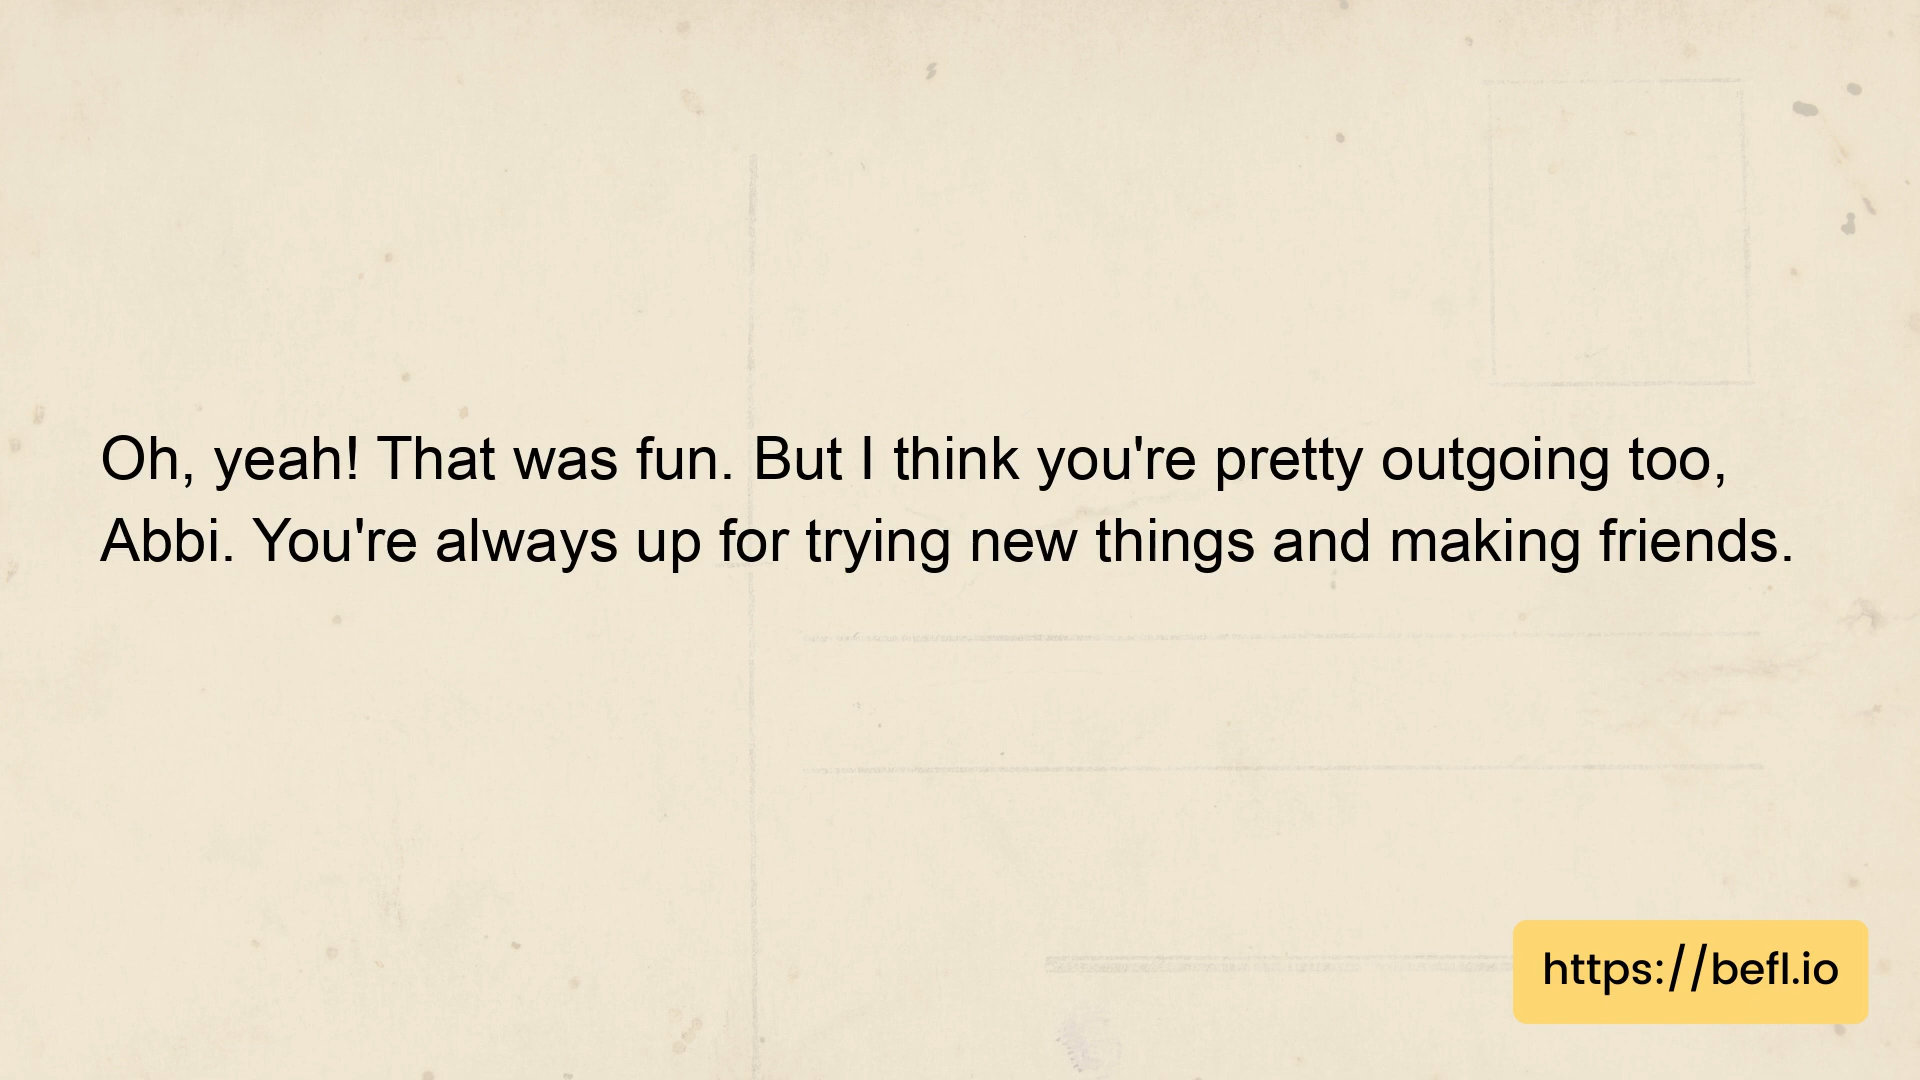 Oh, yeah! That was fun. But I think you're pretty outgoing too,
Abbi. You're always up for trying new things and making friends.
https://befl.io